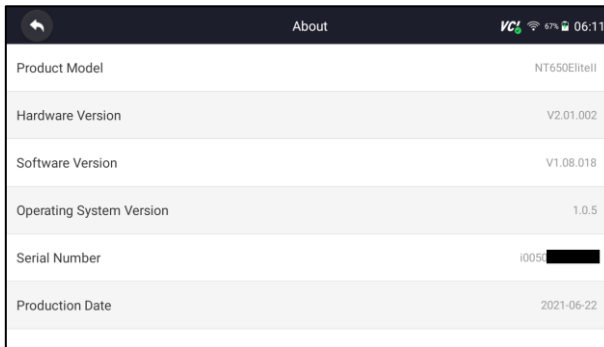 About VCI 67% 06:11
Product Model NT650EliteII
Hardware Version V2.01.002
Software Version V1.08.018
Operating System Version 1.0.5
Serial Number i0050
Production Date 2021-06-22